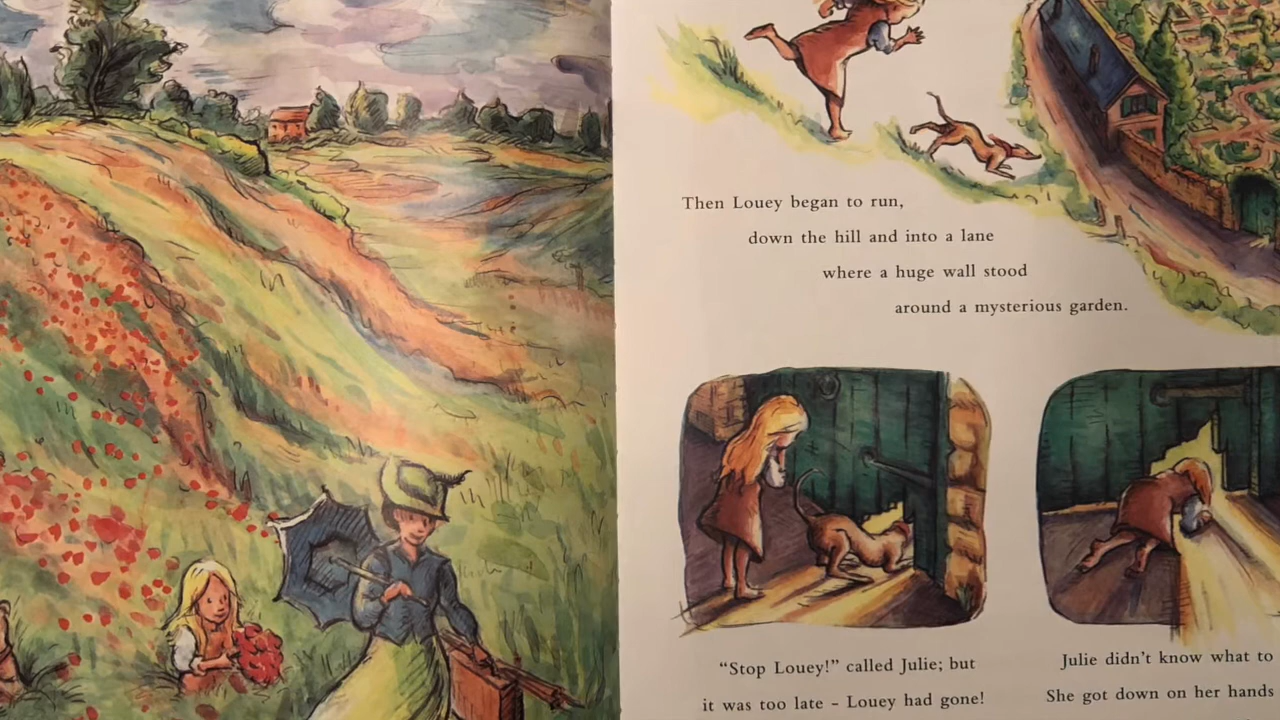 Then Louey began to run,
down the hill and into a lane
where a huge wall stood
around a mysterious garden.
"Stop Louey!" called Julie; but
it was too late – Louey had gone!
Julie didn't know what to
She got down on her hands